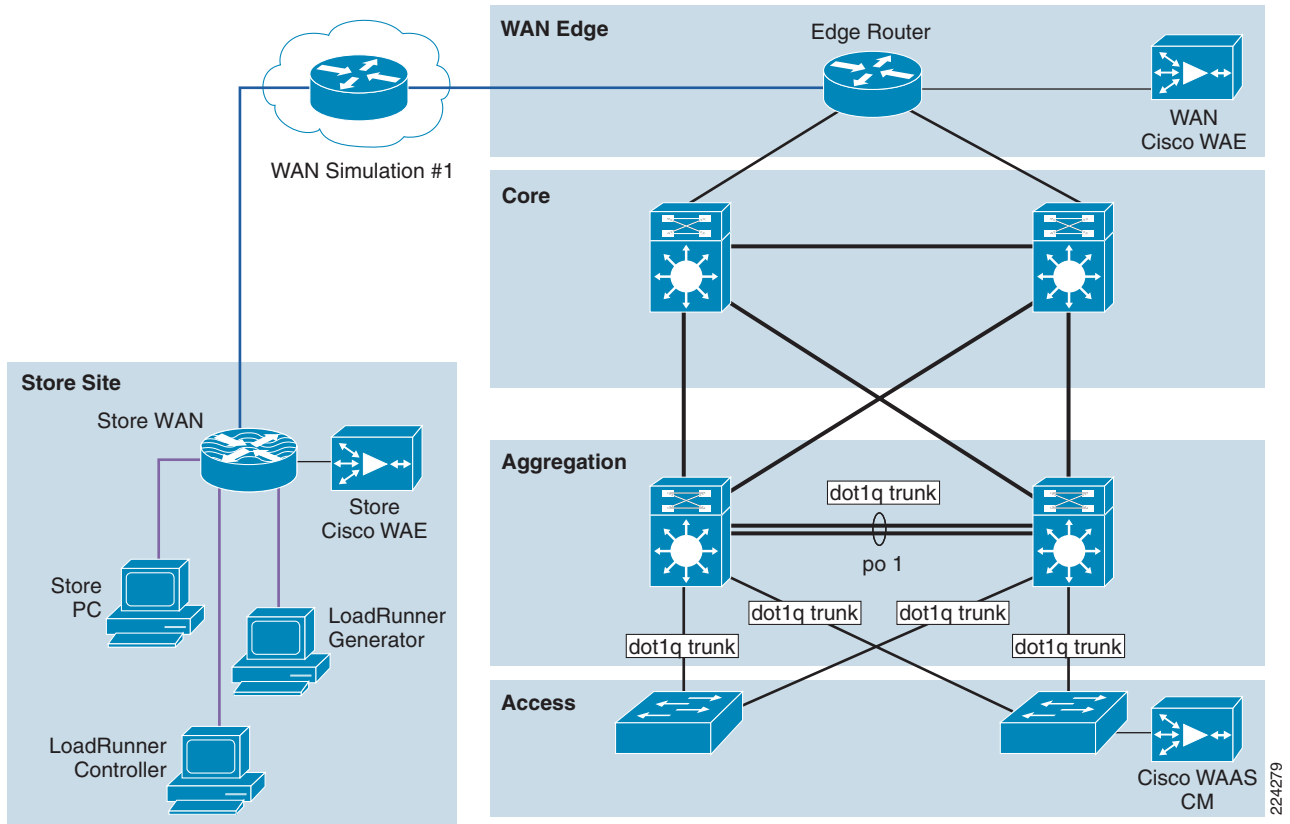 WAN Edge
Edge Router
WAN
Cisco WAE
WAN Simulation #1
Core
Store Site
Store WAN
Store
Cisco WAE
Store
PC
LoadRunner
Generator
LoadRunner
Controller
Aggregation
dot1q trunk
po 1
dot1q trunk
dot1q trunk
dot1q trunk
dot1q trunk
Access
Cisco WAAS
CM
224279